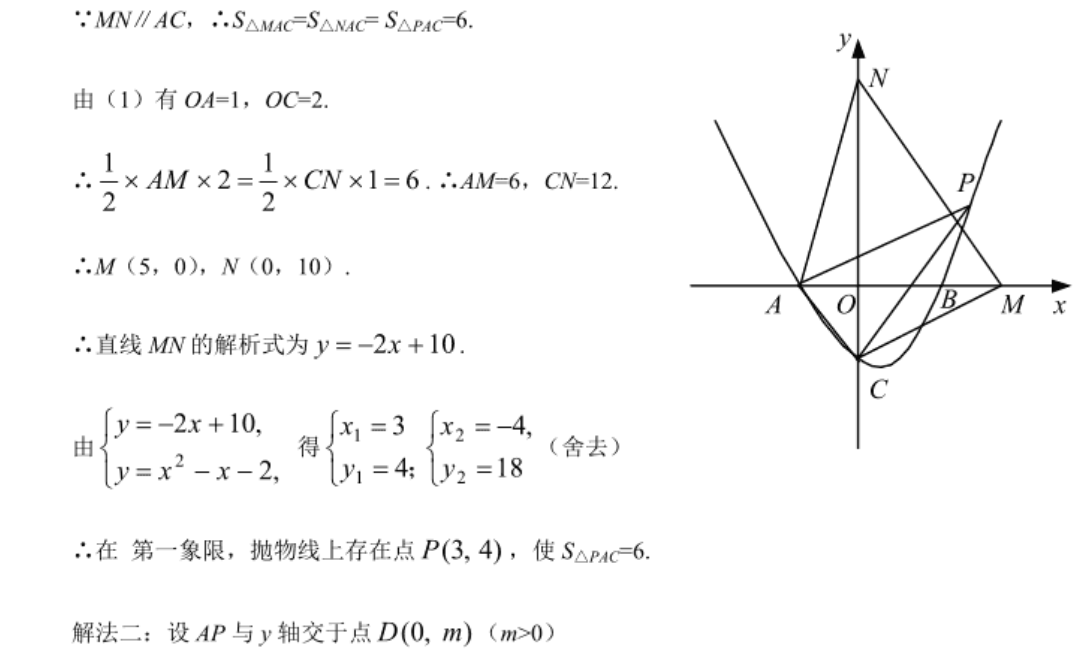 ∵MN∥AC，∴S△MAC=S△NAC= S△PAC=6.
由（1）有 OA=1，OC=2.
∴ 1/2 × AM × 2 = 1/2 × CN × 1 = 6 . ∴AM=6，CN=12.
∴M（5，0），N（0，10）.
∴直线 MN 的解析式为 y = −2x + 10 .
由 { y = −2x + 10, y = x² − x − 2, 得 { x₁ = 3 y₁ = 4; { x₂ = −4, y₂ = 18 （舍去）
∴在 第一象限，抛物线上存在点 P(3, 4) ，使 S△PAC=6.
解法二：设 AP 与 y 轴交于点 D(0, m)（m>0）
y
N
P
A
O
B
M
x
C